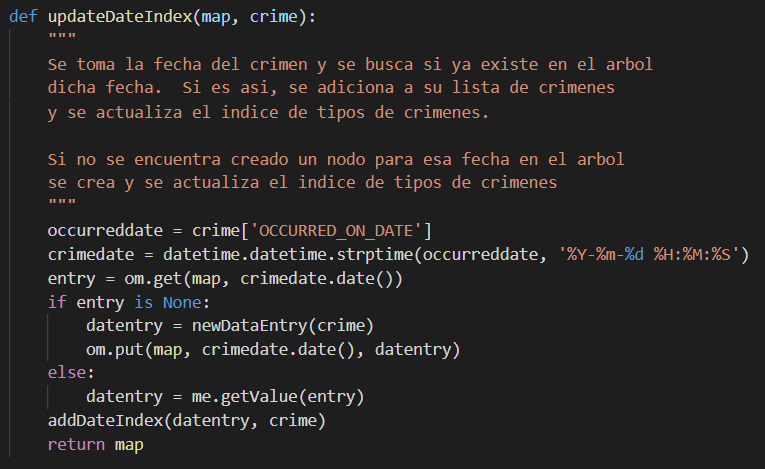 def updateDateIndex(map, crime):
    """
    Se toma la fecha del crimen y se busca si ya existe en el arbol
    dicha fecha.  Si es asi, se adiciona a su lista de crimenes
    y se actualiza el indice de tipos de crimenes.

    Si no se encuentra creado un nodo para esa fecha en el arbol
    se crea y se actualiza el indice de tipos de crimenes
    """
    occurreddate = crime['OCCURRED_ON_DATE']
    crimedate = datetime.datetime.strptime(occurreddate, '%Y-%m-%d %H:%M:%S')
    entry = om.get(map, crimedate.date())
    if entry is None:
        datentry = newDataEntry(crime)
        om.put(map, crimedate.date(), datentry)
    else:
        datentry = me.getValue(entry)
    addDateIndex(datentry, crime)
    return map